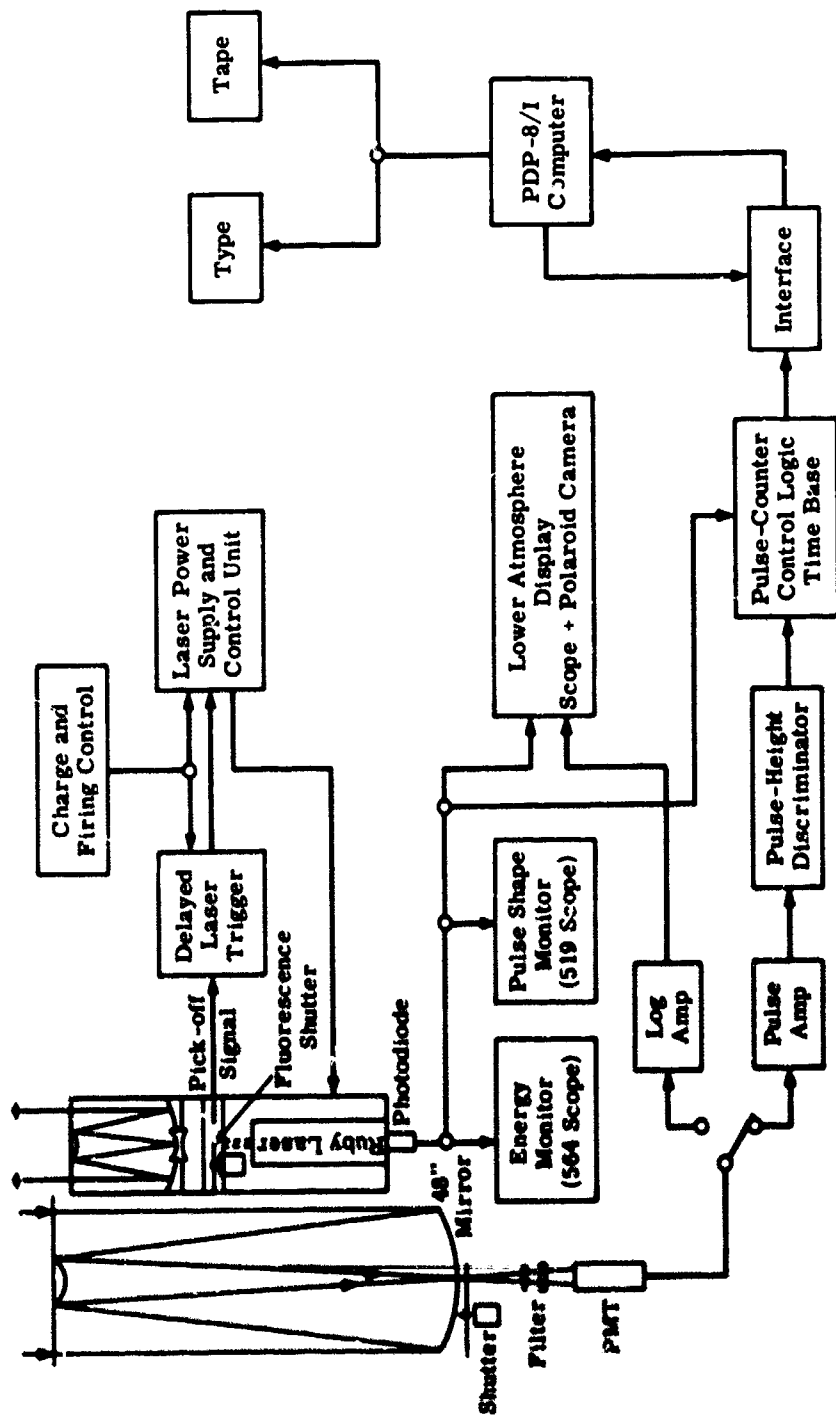 Charge and
Firing Control
Delayed
Laser
Trigger
Laser Power
Supply and
Control Unit
Pick-off
Signal
Fluorescence
Shutter
Ruby Laser
Photodiode
48"
Mirror
Shutter
Filter
PMT
Energy
Monitor
(564 Scope)
Pulse Shape
Monitor
(519 Scope)
Lower Atmosphere
Display
Scope + Polaroid Camera
Log
Amp
Pulse
Amp
Pulse-Height
Discriminator
Pulse-Counter
Control Logic
Time Base
Interface
PDP-8/I
Computer
Type
Tape